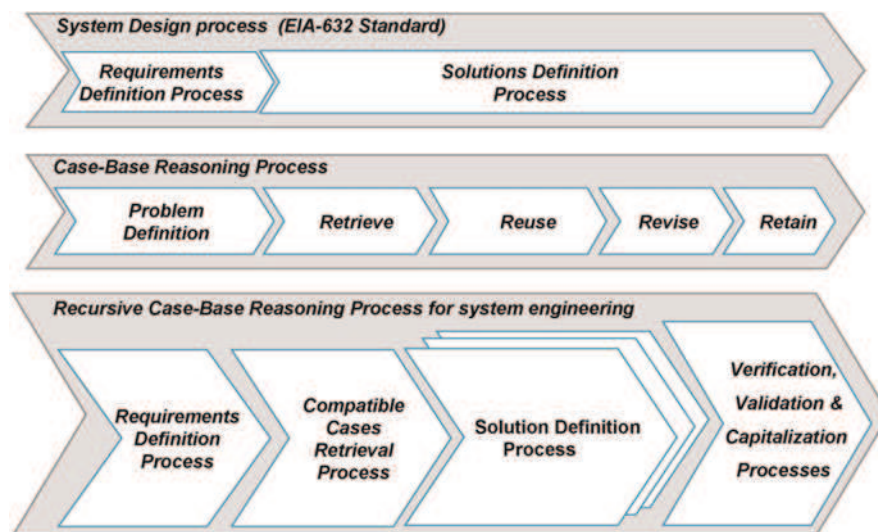 System Design process (EIA-632 Standard)
Requirements
Definition Process
Solutions Definition
Process
Case-Base Reasoning Process
Problem
Definition
Retrieve
Reuse
Revise
Retain
Recursive Case-Base Reasoning Process for system engineering
Requirements
Definition
Process
Compatible
Cases
Retrieval
Process
Solution Definition
Process
Verification,
Validation &
Capitalization
Processes